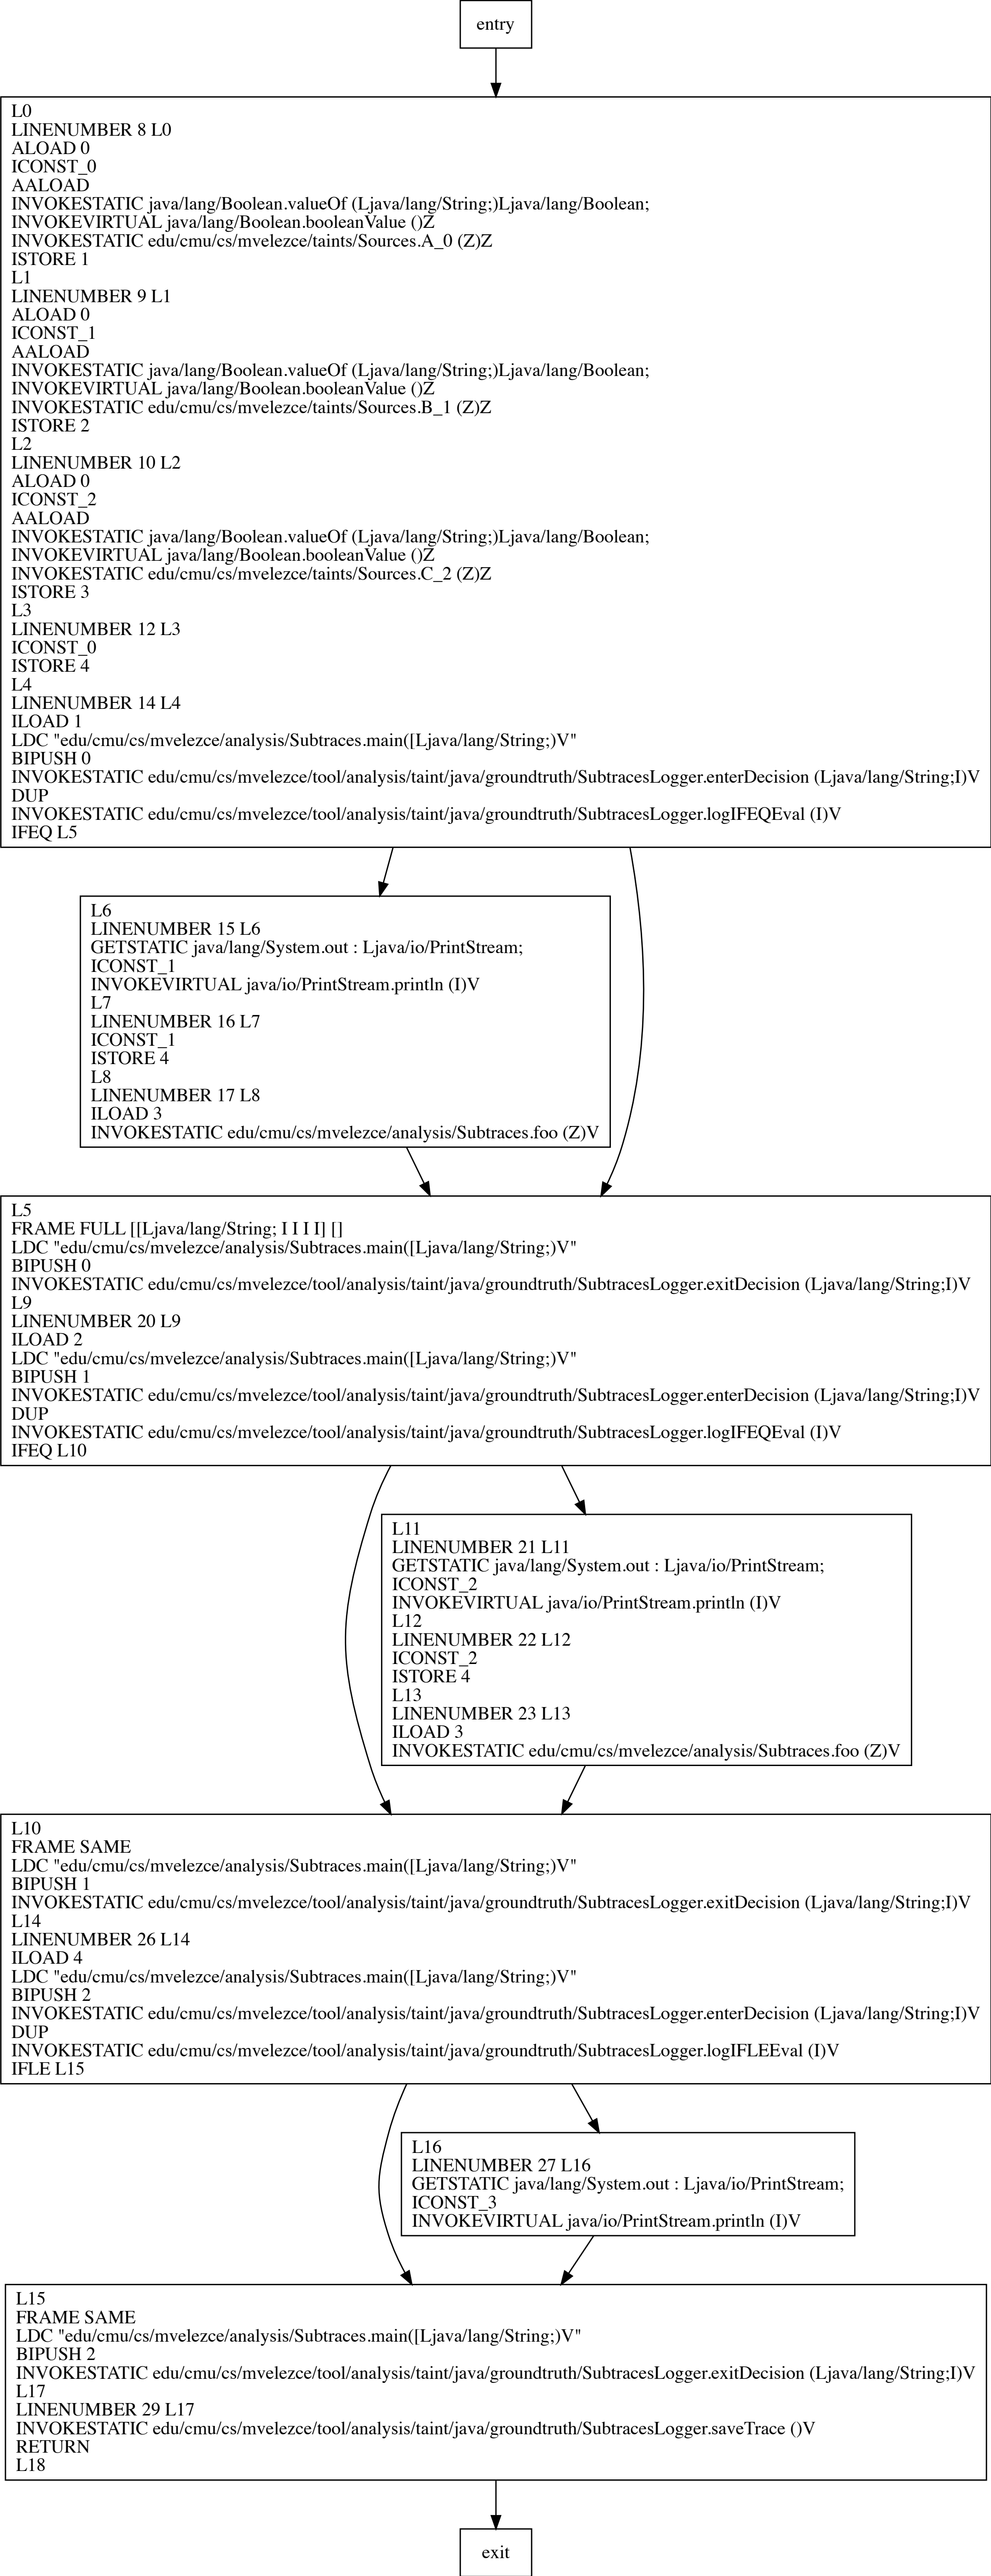 entry
L0
LINENUMBER 8 L0
ALOAD 0
ICONST_0
AALOAD
INVOKESTATIC java/lang/Boolean.valueOf (Ljava/lang/String;)Ljava/lang/Boolean;
INVOKEVIRTUAL java/lang/Boolean.booleanValue ()Z
INVOKESTATIC edu/cmu/cs/mvelezce/taints/Sources.A_0 (Z)Z
ISTORE 1
L1
LINENUMBER 9 L1
ALOAD 0
ICONST_1
AALOAD
INVOKESTATIC java/lang/Boolean.valueOf (Ljava/lang/String;)Ljava/lang/Boolean;
INVOKEVIRTUAL java/lang/Boolean.booleanValue ()Z
INVOKESTATIC edu/cmu/cs/mvelezce/taints/Sources.B_1 (Z)Z
ISTORE 2
L2
LINENUMBER 10 L2
ALOAD 0
ICONST_2
AALOAD
INVOKESTATIC java/lang/Boolean.valueOf (Ljava/lang/String;)Ljava/lang/Boolean;
INVOKEVIRTUAL java/lang/Boolean.booleanValue ()Z
INVOKESTATIC edu/cmu/cs/mvelezce/taints/Sources.C_2 (Z)Z
ISTORE 3
L3
LINENUMBER 12 L3
ICONST_0
ISTORE 4
L4
LINENUMBER 14 L4
ILOAD 1
LDC "edu/cmu/cs/mvelezce/analysis/Subtraces.main([Ljava/lang/String;)V"
BIPUSH 0
INVOKESTATIC edu/cmu/cs/mvelezce/tool/analysis/taint/java/groundtruth/SubtracesLogger.enterDecision (Ljava/lang/String;I)V
DUP
INVOKESTATIC edu/cmu/cs/mvelezce/tool/analysis/taint/java/groundtruth/SubtracesLogger.logIFEQEval (I)V
IFEQ L5
L6
LINENUMBER 15 L6
GETSTATIC java/lang/System.out : Ljava/io/PrintStream;
ICONST_1
INVOKEVIRTUAL java/io/PrintStream.println (I)V
L7
LINENUMBER 16 L7
ICONST_1
ISTORE 4
L8
LINENUMBER 17 L8
ILOAD 3
INVOKESTATIC edu/cmu/cs/mvelezce/analysis/Subtraces.foo (Z)V
L5
FRAME FULL [[Ljava/lang/String; I I I I] []
LDC "edu/cmu/cs/mvelezce/analysis/Subtraces.main([Ljava/lang/String;)V"
BIPUSH 0
INVOKESTATIC edu/cmu/cs/mvelezce/tool/analysis/taint/java/groundtruth/SubtracesLogger.exitDecision (Ljava/lang/String;I)V
L9
LINENUMBER 20 L9
ILOAD 2
LDC "edu/cmu/cs/mvelezce/analysis/Subtraces.main([Ljava/lang/String;)V"
BIPUSH 1
INVOKESTATIC edu/cmu/cs/mvelezce/tool/analysis/taint/java/groundtruth/SubtracesLogger.enterDecision (Ljava/lang/String;I)V
DUP
INVOKESTATIC edu/cmu/cs/mvelezce/tool/analysis/taint/java/groundtruth/SubtracesLogger.logIFEQEval (I)V
IFEQ L10
L11
LINENUMBER 21 L11
GETSTATIC java/lang/System.out : Ljava/io/PrintStream;
ICONST_2
INVOKEVIRTUAL java/io/PrintStream.println (I)V
L12
LINENUMBER 22 L12
ICONST_2
ISTORE 4
L13
LINENUMBER 23 L13
ILOAD 3
INVOKESTATIC edu/cmu/cs/mvelezce/analysis/Subtraces.foo (Z)V
L10
FRAME SAME
LDC "edu/cmu/cs/mvelezce/analysis/Subtraces.main([Ljava/lang/String;)V"
BIPUSH 1
INVOKESTATIC edu/cmu/cs/mvelezce/tool/analysis/taint/java/groundtruth/SubtracesLogger.exitDecision (Ljava/lang/String;I)V
L14
LINENUMBER 26 L14
ILOAD 4
LDC "edu/cmu/cs/mvelezce/analysis/Subtraces.main([Ljava/lang/String;)V"
BIPUSH 2
INVOKESTATIC edu/cmu/cs/mvelezce/tool/analysis/taint/java/groundtruth/SubtracesLogger.enterDecision (Ljava/lang/String;I)V
DUP
INVOKESTATIC edu/cmu/cs/mvelezce/tool/analysis/taint/java/groundtruth/SubtracesLogger.logIFLEEval (I)V
IFLE L15
L16
LINENUMBER 27 L16
GETSTATIC java/lang/System.out : Ljava/io/PrintStream;
ICONST_3
INVOKEVIRTUAL java/io/PrintStream.println (I)V
L15
FRAME SAME
LDC "edu/cmu/cs/mvelezce/analysis/Subtraces.main([Ljava/lang/String;)V"
BIPUSH 2
INVOKESTATIC edu/cmu/cs/mvelezce/tool/analysis/taint/java/groundtruth/SubtracesLogger.exitDecision (Ljava/lang/String;I)V
L17
LINENUMBER 29 L17
INVOKESTATIC edu/cmu/cs/mvelezce/tool/analysis/taint/java/groundtruth/SubtracesLogger.saveTrace ()V
RETURN
L18
exit